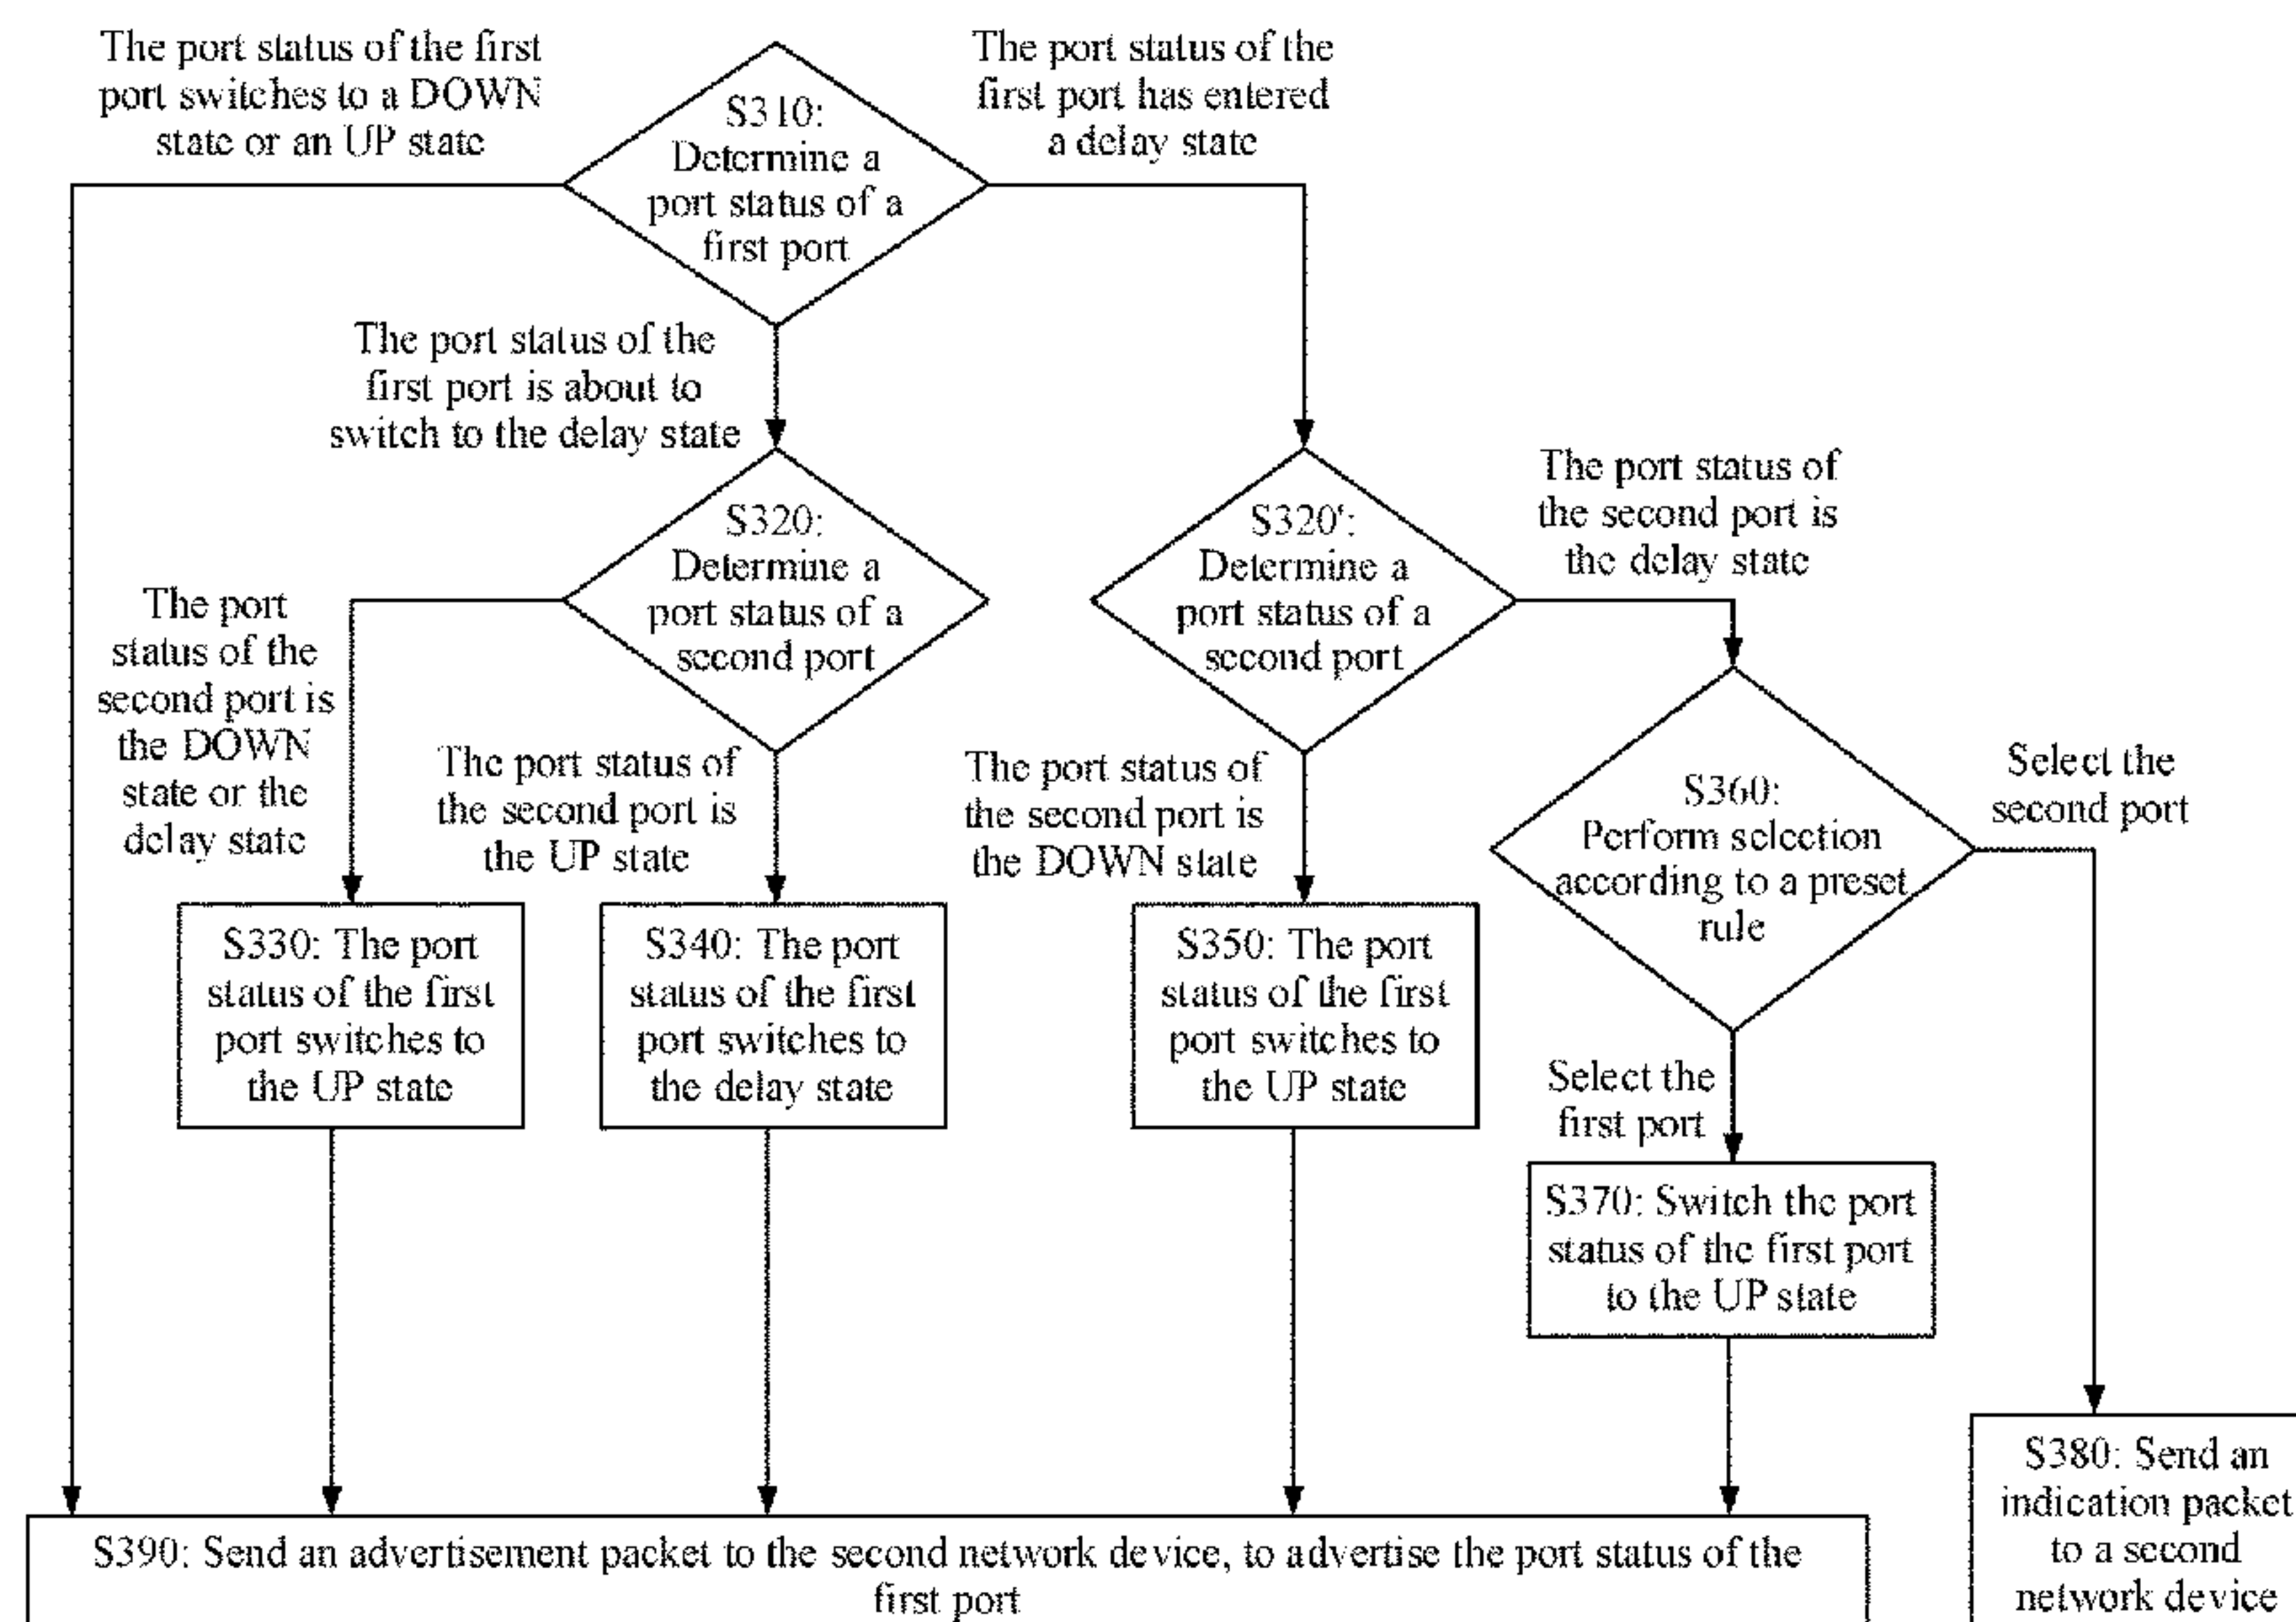 The port status of the first
port switches to a DOWN
state or an UP state
S310:
Determine a
port status of a
first port
The port status of the
first port has entered
a delay state
The port status of the
first port is about to
switch to the delay state
S320:
Determine a
port status of a
second port
S320':
Determine a
port status of a
second port
The port status of
the second port is
the delay state
The port
status of the
second port is
the DOWN
state or the
delay state
The port status of
the second port is
the UP state
The port status of
the second port is
the DOWN state
S360:
Perform selection
according to a preset
rule
Select the
second port
S330: The port
status of the first
port switches to
the UP state
S340: The port
status of the first
port switches to
the delay state
S350: The port
status of the first
port switches to
the UP state
Select the
first port
S370: Switch the port
status of the first port
to the UP state
S380: Send an
indication packet
to a second
network device
S390: Send an advertisement packet to the second network device, to advertise the port status of the
first port